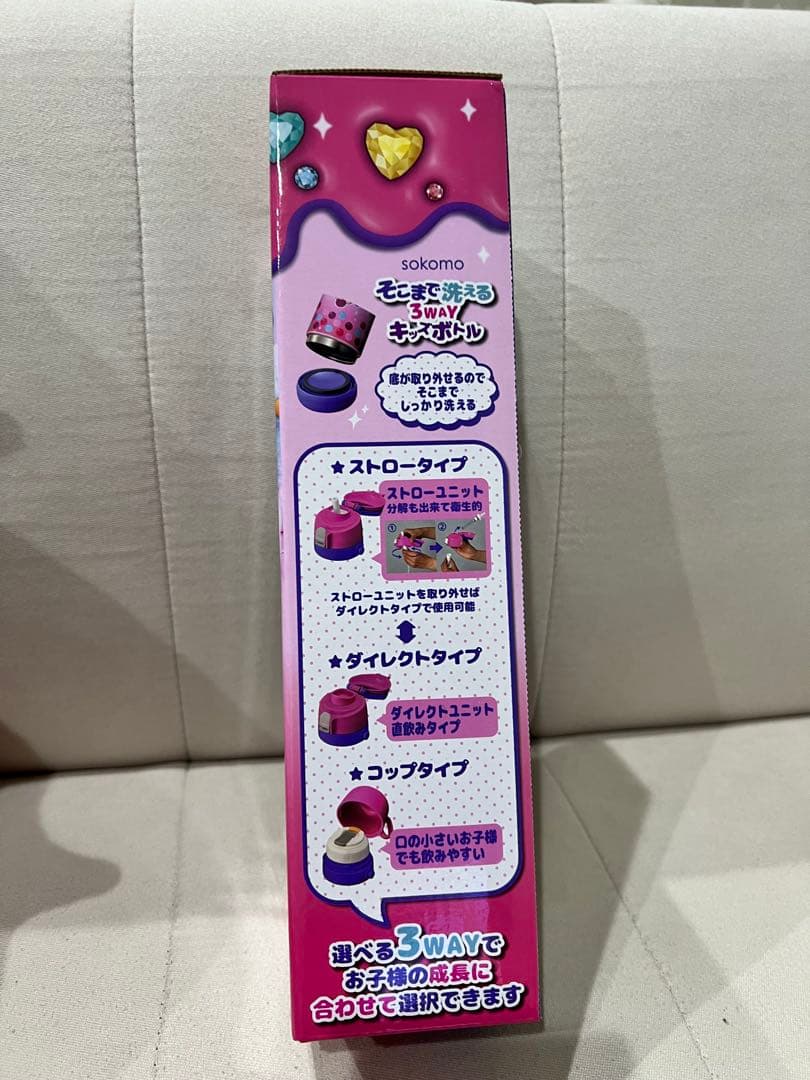 sokomo
そこまで洗える
3WAY
キッズボトル
底が取り外せるので
そこまで
しっかり洗える
★ストロータイプ
ストローユニット
分解も出来て衛生的
① ②
ストローユニットを取り外せば
ダイレクトタイプで使用可能
★ダイレクトタイプ
ダイレクトユニット
直飲みタイプ
★コップタイプ
口の小さいお子様
でも飲みやすい
選べる3WAYで
お子様の成長に
合わせて選択できます